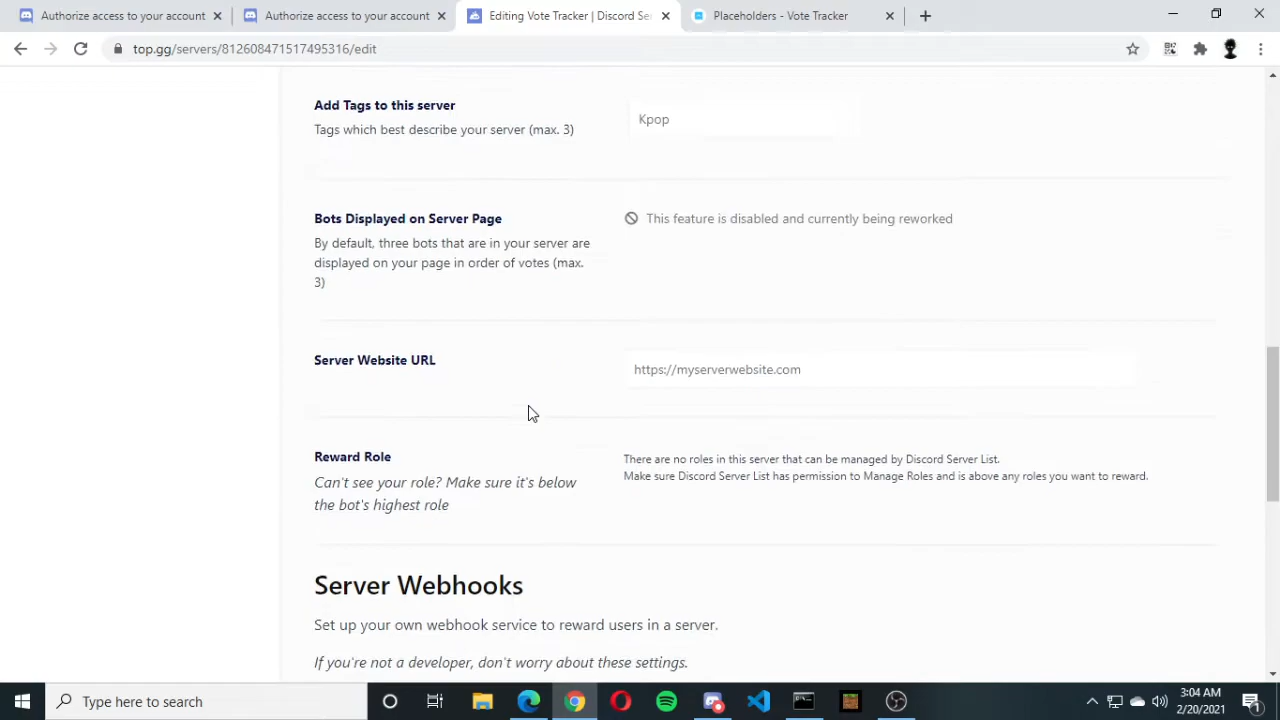 Authorize access to your account
Authorize access to your account
Editing Vote Tracker | Discord Se
Placeholders - Vote Tracker
top.gg/servers/812608471517495316/edit
Add Tags to this server
Tags which best describe your server (max. 3)
Kpop
Bots Displayed on Server Page
By default, three bots that are in your server are
displayed on your page in order of votes (max.
3)
This feature is disabled and currently being reworked
Server Website URL
https://myserverwebsite.com
Reward Role
Can't see your role? Make sure it's below
the bot's highest role
There are no roles in this server that can be managed by Discord Server List.
Make sure Discord Server List has permission to Manage Roles and is above any roles you want to reward.
Server Webhooks
Set up your own webhook service to reward users in a server.
If you're not a developer, don't worry about these settings.
Type here to search
3:04 AM
2/20/2021
1